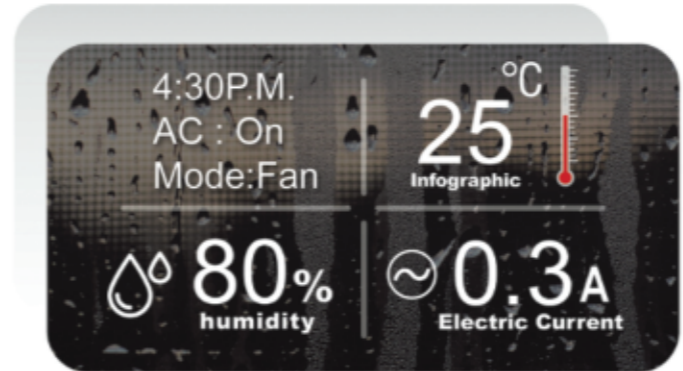 4:30P.M.
AC : On
Mode:Fan
°C
25
Infographic
80%
humidity
0.3A
Electric Current